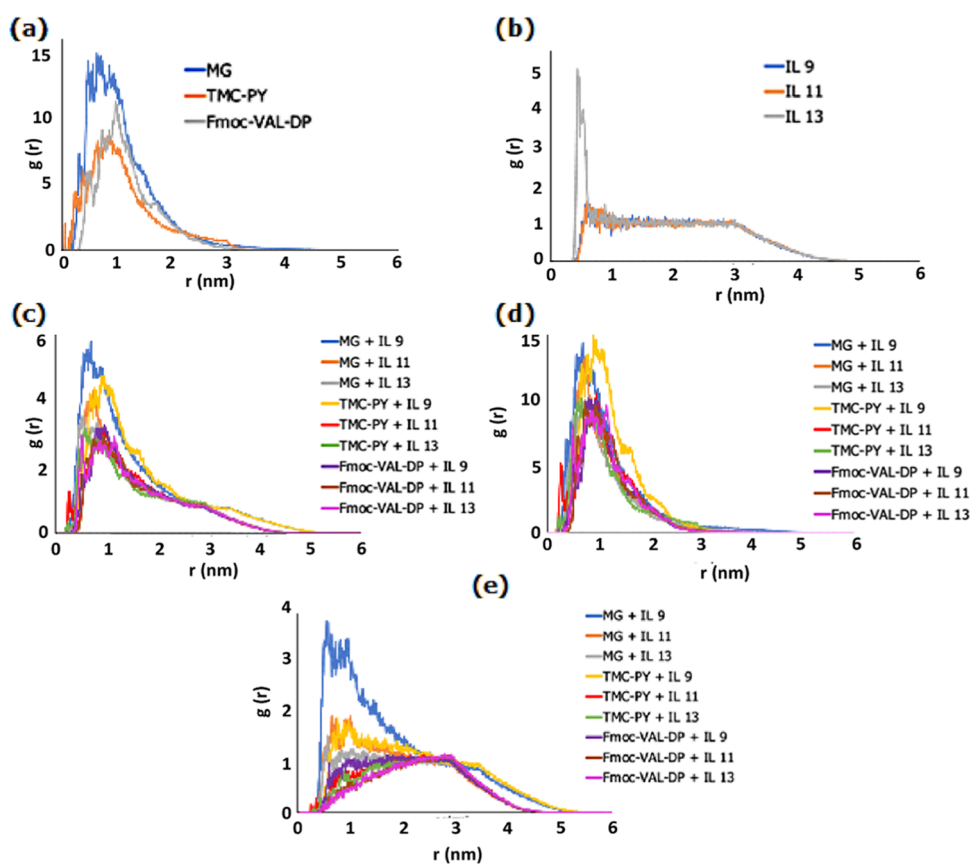 (a)
15
10
5
0
g (r)
MG
TMC-PY
Fmoc-VAL-DP
0 1 2 3 4 5 6
r (nm)
(b)
5
4
3
2
1
0
g (r)
IL 9
IL 11
IL 13
0 1 2 3 4 5 6
r (nm)
(c)
6
4
2
0
g (r)
MG + IL 9
MG + IL 11
MG + IL 13
TMC-PY + IL 9
TMC-PY + IL 11
TMC-PY + IL 13
Fmoc-VAL-DP + IL 9
Fmoc-VAL-DP + IL 11
Fmoc-VAL-DP + IL 13
0 1 2 3 4 5 6
r (nm)
(d)
15
10
5
0
g (r)
MG + IL 9
MG + IL 11
MG + IL 13
TMC-PY + IL 9
TMC-PY + IL 11
TMC-PY + IL 13
Fmoc-VAL-DP + IL 9
Fmoc-VAL-DP + IL 11
Fmoc-VAL-DP + IL 13
0 1 2 3 4 5 6
r (nm)
(e)
4
3
2
1
0
g (r)
MG + IL 9
MG + IL 11
MG + IL 13
TMC-PY + IL 9
TMC-PY + IL 11
TMC-PY + IL 13
Fmoc-VAL-DP + IL 9
Fmoc-VAL-DP + IL 11
Fmoc-VAL-DP + IL 13
0 1 2 3 4 5 6
r (nm)